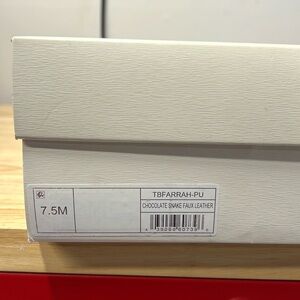 7.5M
TBFARRAH-PU
CHOCOLATE SNAKE FAUX LEATHER